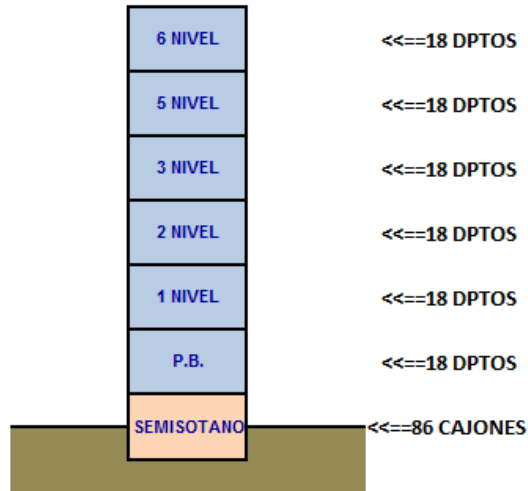 6 NIVEL <<==18 DPTOS
5 NIVEL <<==18 DPTOS
3 NIVEL <<==18 DPTOS
2 NIVEL <<==18 DPTOS
1 NIVEL <<==18 DPTOS
P.B. <<==18 DPTOS
SEMISOTANO <<==86 CAJONES